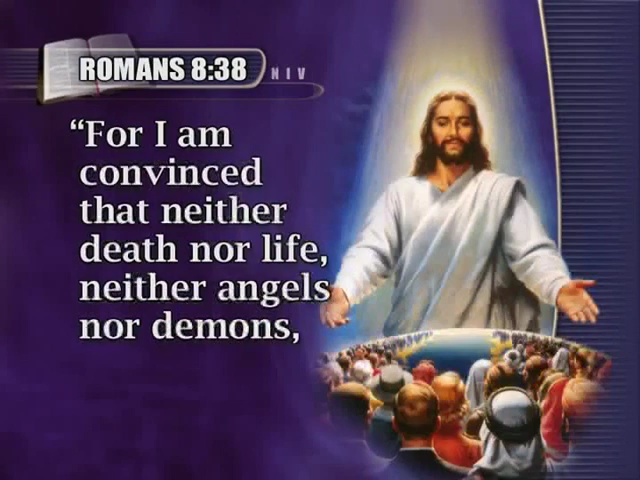 ROMANS 8:38 NIV
“For I am
convinced
that neither
death nor life,
neither angels
nor demons,